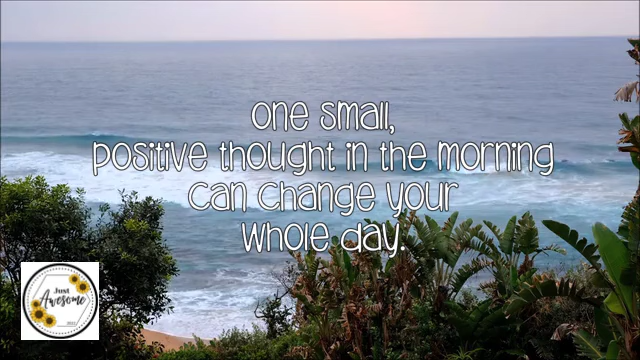 one small,
positive thought in the morning
can change your
whole day.
Just
Awesome